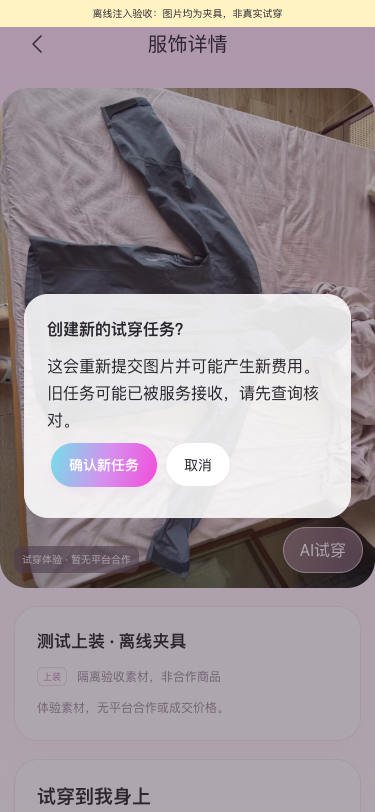 离线注入验收：图片均为夹具，非真实试穿
服饰详情
创建新的试穿任务？
这会重新提交图片并可能产生新费用。
旧任务可能已被服务接收，请先查询核
对。
确认新任务
取消
AI试穿
试穿体验 · 暂无平台合作
测试上装 · 离线夹具
上装
隔离验收素材，非合作商品
体验素材，无平台合作或成交价格。
试穿到我身上